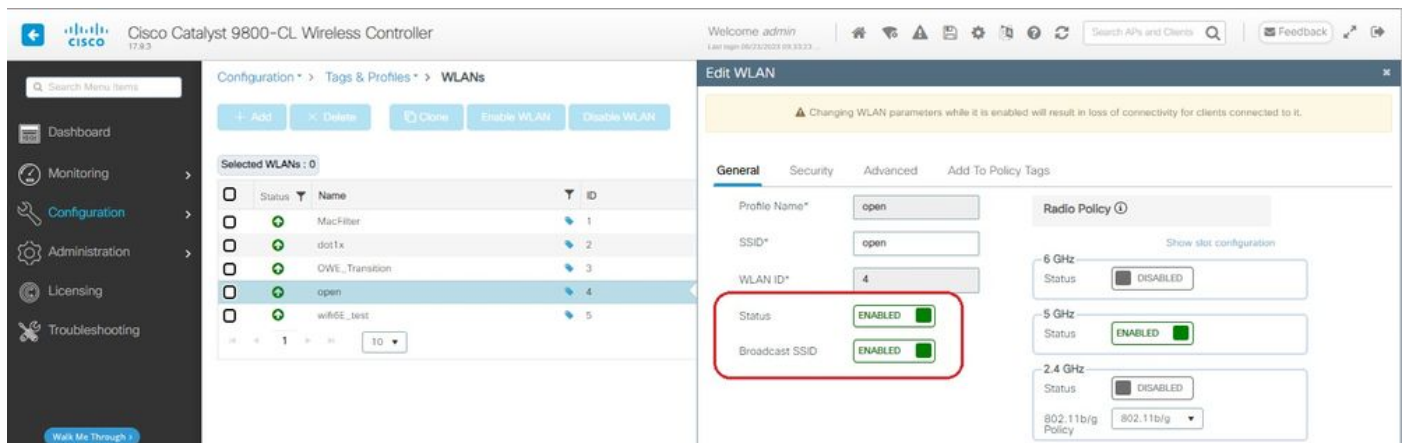 Cisco Catalyst 9800-CL Wireless Controller
17.9.3
Welcome admin
Search APs and Clients
Feedback
Search Menu Items
Dashboard
Monitoring
Configuration
Administration
Licensing
Troubleshooting
Walk Me Through >
Configuration > Tags & Profiles > WLANs
+ Add
× Delete
Clone
Enable WLAN
Disable WLAN
Selected WLANs : 0
Status Name ID
MacFilter 1
dot1x 2
OWE_Transition 3
open 4
wifi6E_test 5
1
10
Edit WLAN
Changing WLAN parameters while it is enabled will result in loss of connectivity for clients connected to it.
General Security Advanced Add To Policy Tags
Profile Name* open
SSID* open
WLAN ID* 4
Status ENABLED
Broadcast SSID ENABLED
Radio Policy
Show slot configuration
6 GHz
Status DISABLED
5 GHz
Status ENABLED
2.4 GHz
Status DISABLED
802.11b/g Policy 802.11b/g